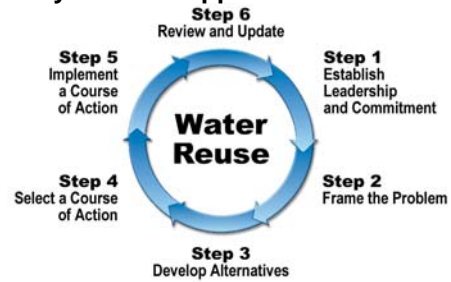 Step 6
Review and Update
Step 1
Establish
Leadership
and Commitment
Step 2
Frame the Problem
Step 3
Develop Alternatives
Step 4
Select a Course
of Action
Step 5
Implement
a Course
of Action
Water
Reuse